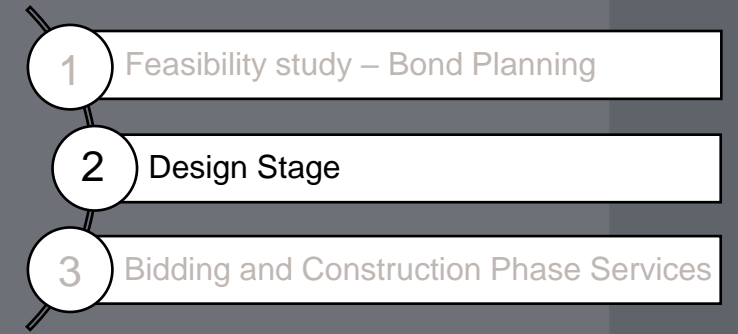 1 Feasibility study – Bond Planning
2 Design Stage
3 Bidding and Construction Phase Services